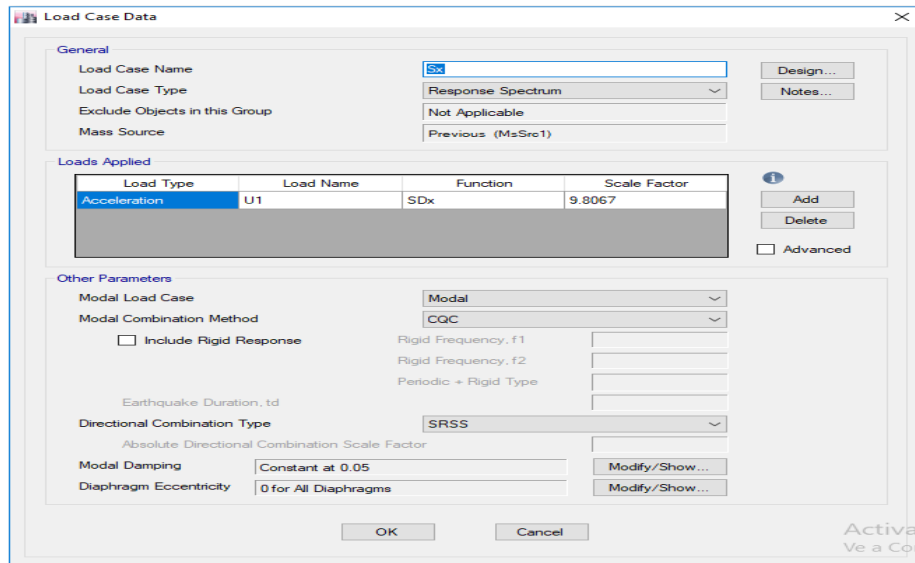 Load Case Data
General
Load Case Name Sx Design...
Load Case Type Response Spectrum Notes...
Exclude Objects in this Group Not Applicable
Mass Source Previous (MsSrc1)
Loads Applied
Load Type Load Name Function Scale Factor
Acceleration U1 SDx 9.8067 Add
Delete
Advanced
Other Parameters
Modal Load Case Modal
Modal Combination Method CQC
Include Rigid Response Rigid Frequency, f1
Rigid Frequency, f2
Periodic + Rigid Type
Earthquake Duration, td
Directional Combination Type SRSS
Absolute Directional Combination Scale Factor
Modal Damping Constant at 0.05 Modify/Show...
Diaphragm Eccentricity 0 for All Diaphragms Modify/Show...
OK Cancel
Activa
Ve a Co